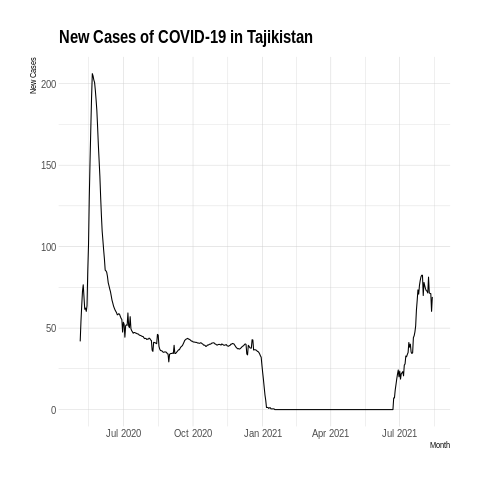 New Cases of COVID-19 in Tajikistan
New Cases
200
150
100
50
0
Jul 2020 Oct 2020 Jan 2021 Apr 2021 Jul 2021
Month